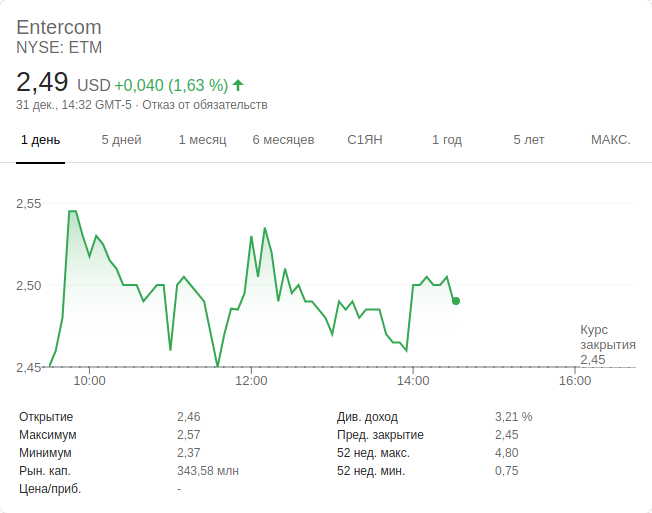 Entercom
NYSE: ETM
2,49 USD +0,040 (1,63 %)
31 дек., 14:32 GMT-5 · Отказ от обязательств
1 день 5 дней 1 месяц 6 месяцев С1ЯН 1 год 5 лет МАКС.
2,55
2,50
Курс
закрытия
2,45
2,45
10:00 12:00 14:00 16:00
Открытие 2,46 Див. доход 3,21 %
Максимум 2,57 Пред. закрытие 2,45
Минимум 2,37 52 нед. макс. 4,80
Рын. кап. 343,58 млн 52 нед. мин. 0,75
Цена/приб. -